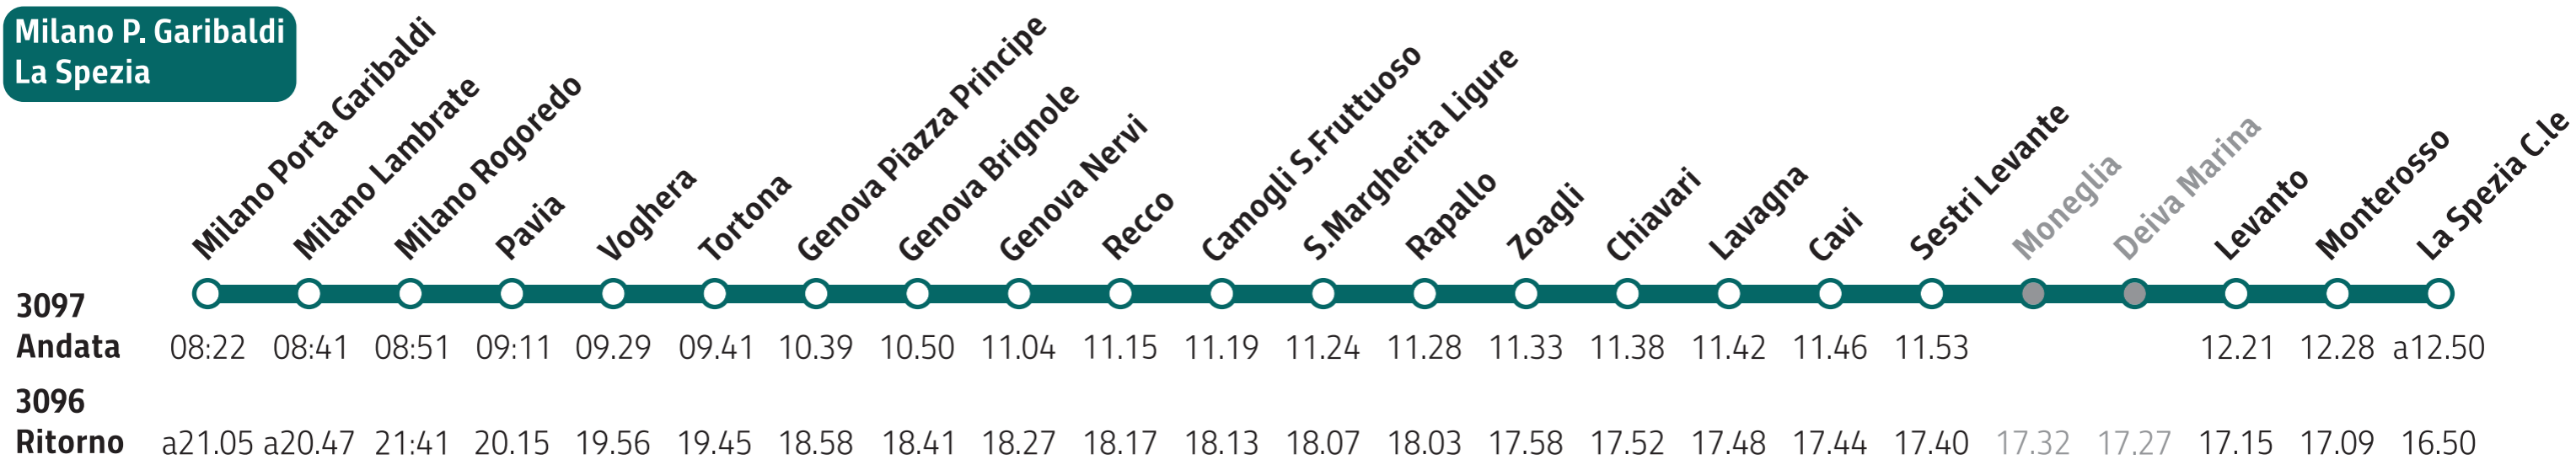 Milano P. Garibaldi
La Spezia
Milano Porta Garibaldi
Milano Lambrate
Milano Rogoredo
Pavia
Voghera
Tortona
Genova Piazza Principe
Genova Brignole
Genova Nervi
Recco
Camogli S.Fruttuoso
S.Margherita Ligure
Rapallo
Zoagli
Chiavari
Lavagna
Cavi
Sestri Levante
Moneglia
Deiva Marina
Levanto
Monterosso
La Spezia C.le
3097
Andata 08:22 08:41 08:51 09:11 09.29 09.41 10.39 10.50 11.04 11.15 11.19 11.24 11.28 11.33 11.38 11.42 11.46 11.53 12.21 12.28 a12.50
3096
Ritorno a21.05 a20.47 21:41 20.15 19.56 19.45 18.58 18.41 18.27 18.17 18.13 18.07 18.03 17.58 17.52 17.48 17.44 17.40 17.32 17.27 17.15 17.09 16.50